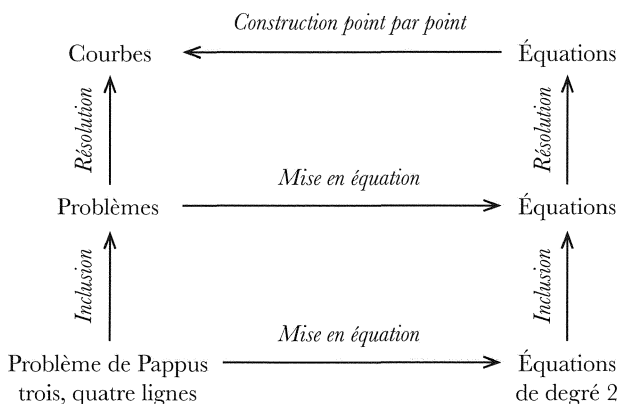 Construction point par point
Courbes
Équations
Résolution
Résolution
Mise en équation
Problèmes
Équations
Inclusion
Inclusion
Mise en équation
Problème de Pappus
trois, quatre lignes
Équations
de degré 2